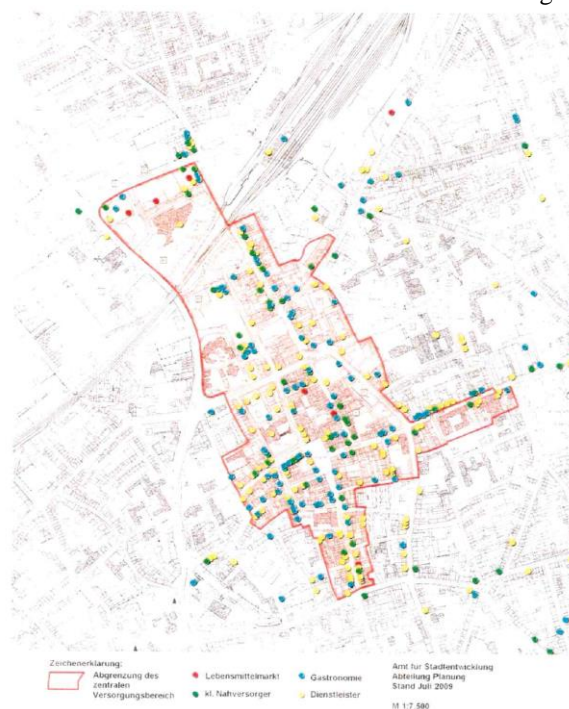 g
Zeichenerklärung:
Abgrenzung des
zentralen
Versorgungsbereich
Lebensmittelmarkt
kl. Nahversorger
Gastronomie
Dienstleister
Amt für Stadtentwicklung
Abteilung Planung
Stand Juli 2009
M 1:7.500